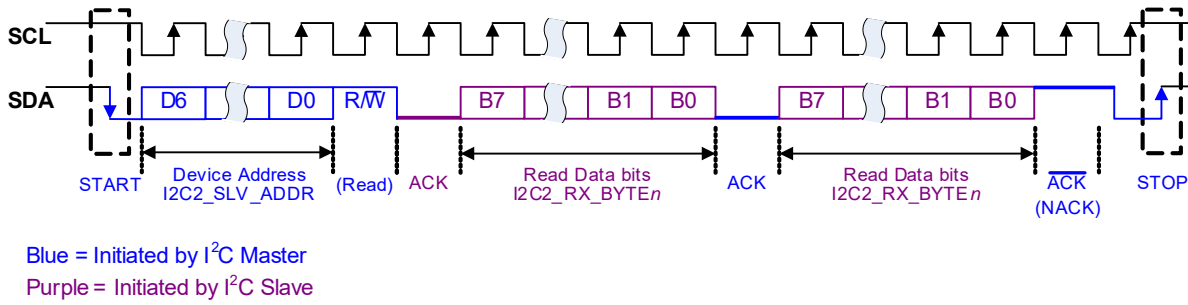 SCL
SDA
D6 D0 R/W̅ B7 B1 B0 B7 B1 B0
START Device Address (Read) ACK Read Data bits ACK Read Data bits A̅C̅K̅ STOP
I2C2_SLV_ADDR I2C2_RX_BYTEn I2C2_RX_BYTEn (NACK)
Blue = Initiated by I²C Master
Purple = Initiated by I²C Slave